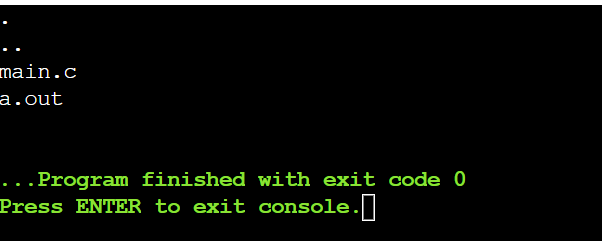 .
..
main.c
a.out
...Program finished with exit code 0
Press ENTER to exit console.